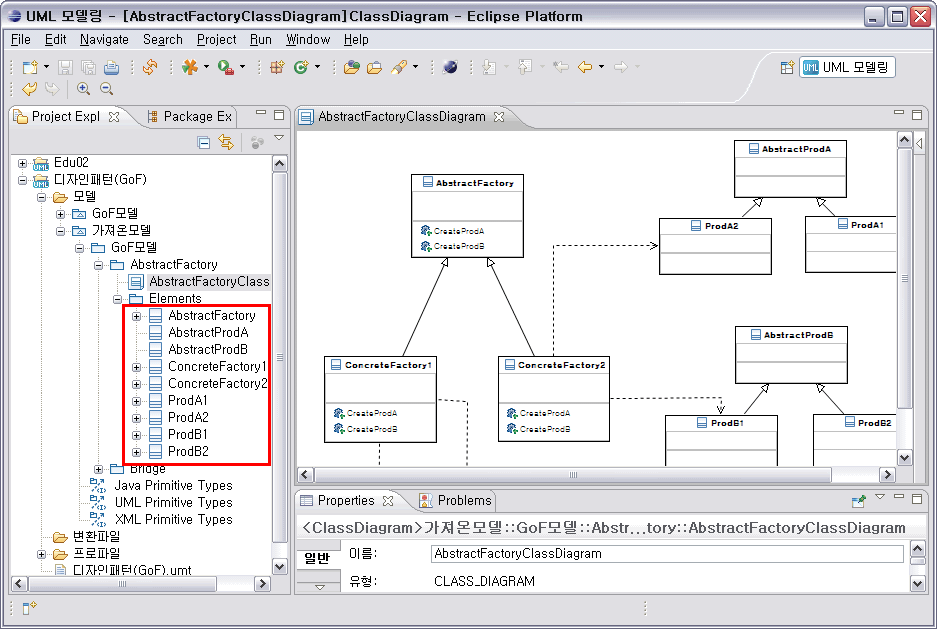 UML 모델링 - [AbstractFactoryClassDiagram]ClassDiagram - Eclipse Platform
File Edit Navigate Search Project Run Window Help
UML 모델링
Project Expl
Package Ex
Edu02
디자인패턴(GoF)
모델
GoF모델
가져온모델
GoF모델
AbstractFactory
AbstractFactoryClass
Elements
AbstractFactory
AbstractProdA
AbstractProdB
ConcreteFactory1
ConcreteFactory2
ProdA1
ProdA2
ProdB1
ProdB2
Bridge
Java Primitive Types
UML Primitive Types
XML Primitive Types
변환파일
프로파일
디자인패턴(GoF).umt
AbstractFactoryClassDiagram
AbstractProdA
AbstractFactory
CreateProdA
CreateProdB
ProdA2
ProdA1
AbstractProdB
ConcreteFactory1
CreateProdA
CreateProdB
ConcreteFactory2
CreateProdA
CreateProdB
ProdB1
ProdB2
Properties
Problems
<ClassDiagram>가져온모델::GoF모델::Abstr...tory::AbstractFactoryClassDiagram
일반
이름: AbstractFactoryClassDiagram
유형: CLASS_DIAGRAM